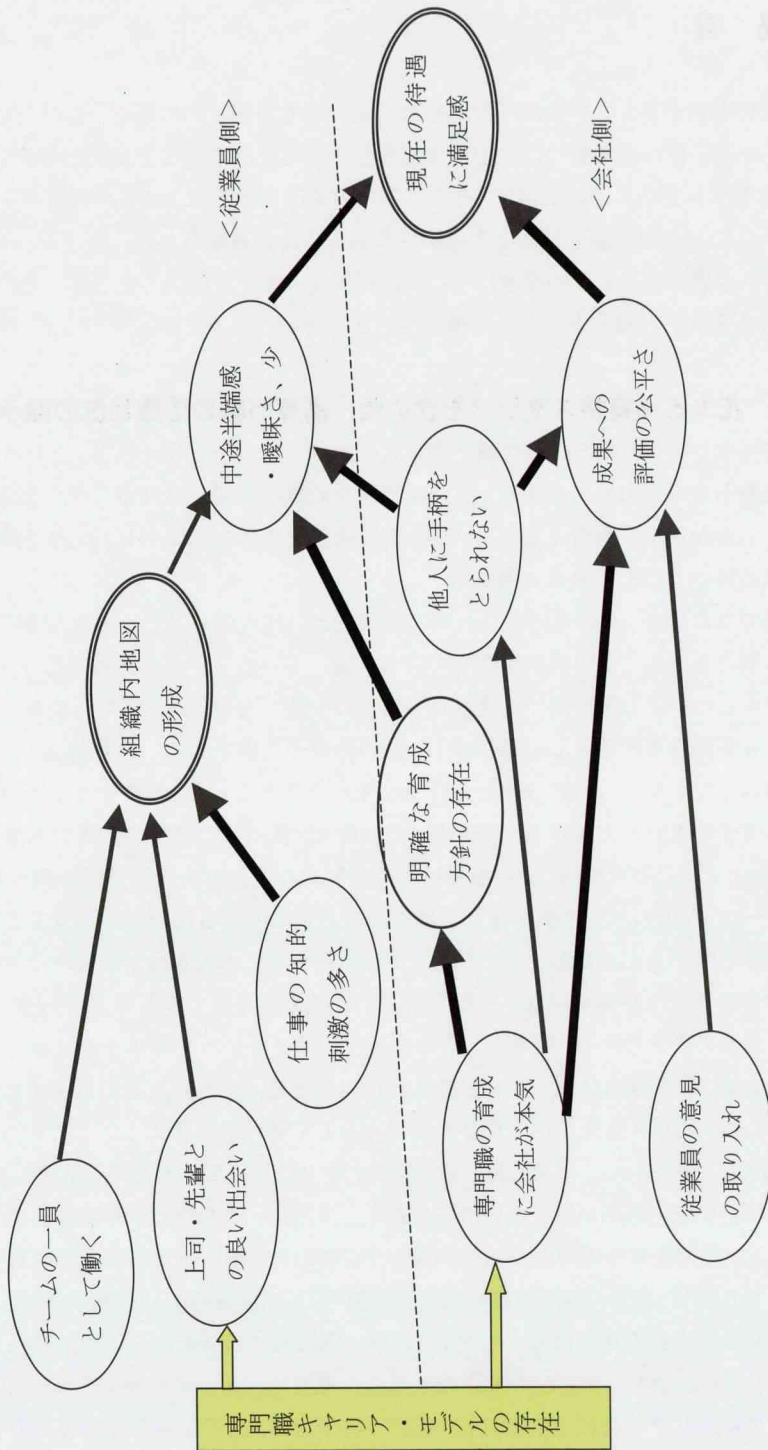 専門職キャリア・モデルの存在
チームの一員
として働く
上司・先輩と
の良い出会い
仕事の知的
刺激の多さ
組織内地図
の形成
中途半端感
・曖昧さ、少
<従業員側>
専門職の育成
に会社が本気
明確な育成
方針の存在
他人に手柄を
とられない
従業員の意見
の取り入れ
成果への
評価の公平さ
現在の待遇
に満足感
<会社側>